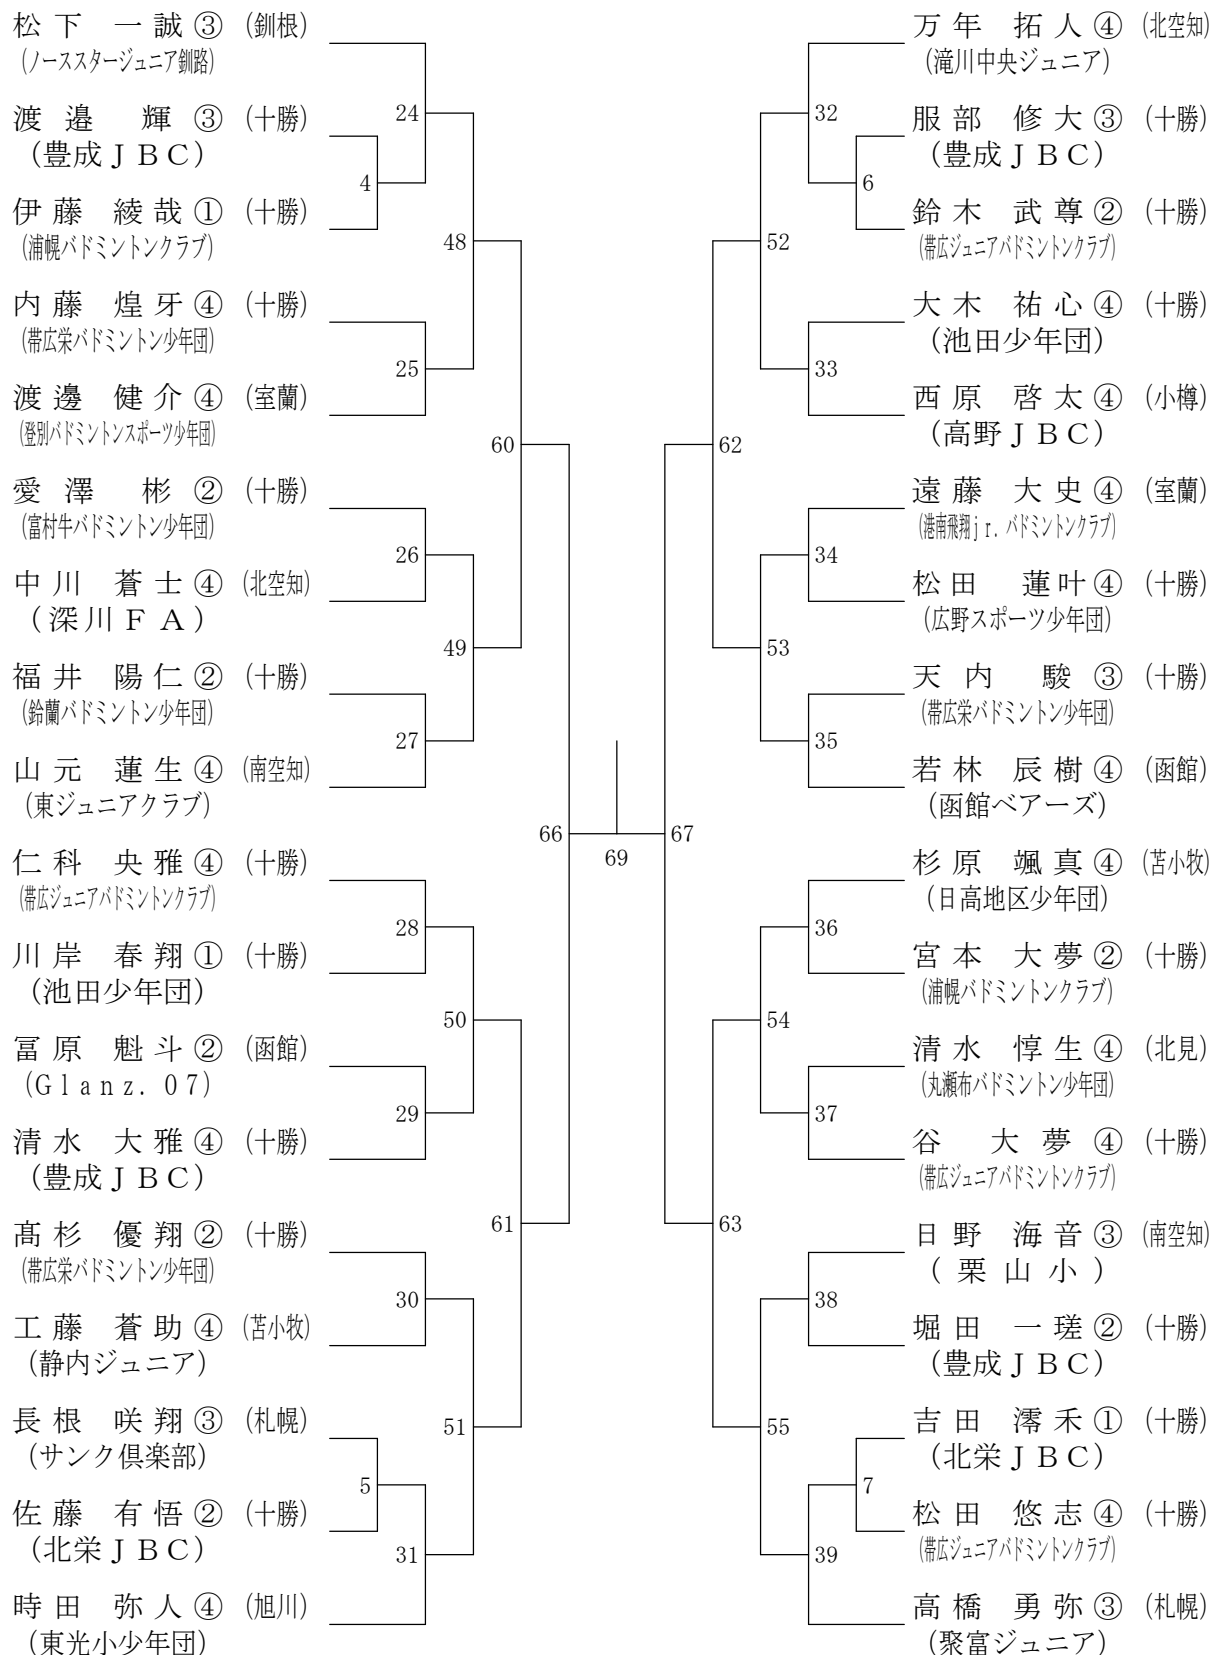 松下 一誠③ (釧根)
(ノーススタージュニア釧路)
渡邉 輝③ (十勝)
(豊成ＪＢＣ)
伊藤 綾哉① (十勝)
(浦幌バドミントンクラブ)
内藤 煌牙④ (十勝)
(帯広栄バドミントン少年団)
渡邊 健介④ (室蘭)
(登別バドミントンスポーツ少年団)
愛澤 彬② (十勝)
(富村牛バドミントン少年団)
中川 蒼士④ (北空知)
(深川ＦＡ)
福井 陽仁② (十勝)
(鈴蘭バドミントン少年団)
山元 蓮生④ (南空知)
(東ジュニアクラブ)
仁科 央雅④ (十勝)
(帯広ジュニアバドミントンクラブ)
川岸 春翔① (十勝)
(池田少年団)
冨原 魁斗② (函館)
(Glanz.07)
清水 大雅④ (十勝)
(豊成ＪＢＣ)
髙杉 優翔② (十勝)
(帯広栄バドミントン少年団)
工藤 蒼助④ (苫小牧)
(静内ジュニア)
長根 咲翔③ (札幌)
(サンク倶楽部)
佐藤 有悟② (十勝)
(北栄ＪＢＣ)
時田 弥人④ (旭川)
(東光小少年団)
4
5
24
25
26
27
28
29
30
31
48
49
50
51
60
61
66
69
67
62
63
52
53
54
55
32
33
34
35
36
37
38
39
6
7
万年 拓人④ (北空知)
(滝川中央ジュニア)
服部 修大③ (十勝)
(豊成ＪＢＣ)
鈴木 武尊② (十勝)
(帯広ジュニアバドミントンクラブ)
大木 祐心④ (十勝)
(池田少年団)
西原 啓太④ (小樽)
(高野ＪＢＣ)
遠藤 大史④ (室蘭)
(港南飛翔jr.バドミントンクラブ)
松田 蓮叶④ (十勝)
(広野スポーツ少年団)
天内 駿③ (十勝)
(帯広栄バドミントン少年団)
若林 辰樹④ (函館)
(函館ベアーズ)
杉原 颯真④ (苫小牧)
(日高地区少年団)
宮本 大夢② (十勝)
(浦幌バドミントンクラブ)
清水 惇生④ (北見)
(丸瀬布バドミントン少年団)
谷 大夢④ (十勝)
(帯広ジュニアバドミントンクラブ)
日野 海音③ (南空知)
(栗山小)
堀田 一瑳② (十勝)
(豊成ＪＢＣ)
吉田 澪禾① (十勝)
(北栄ＪＢＣ)
松田 悠志④ (十勝)
(帯広ジュニアバドミントンクラブ)
高橋 勇弥③ (札幌)
(聚富ジュニア)